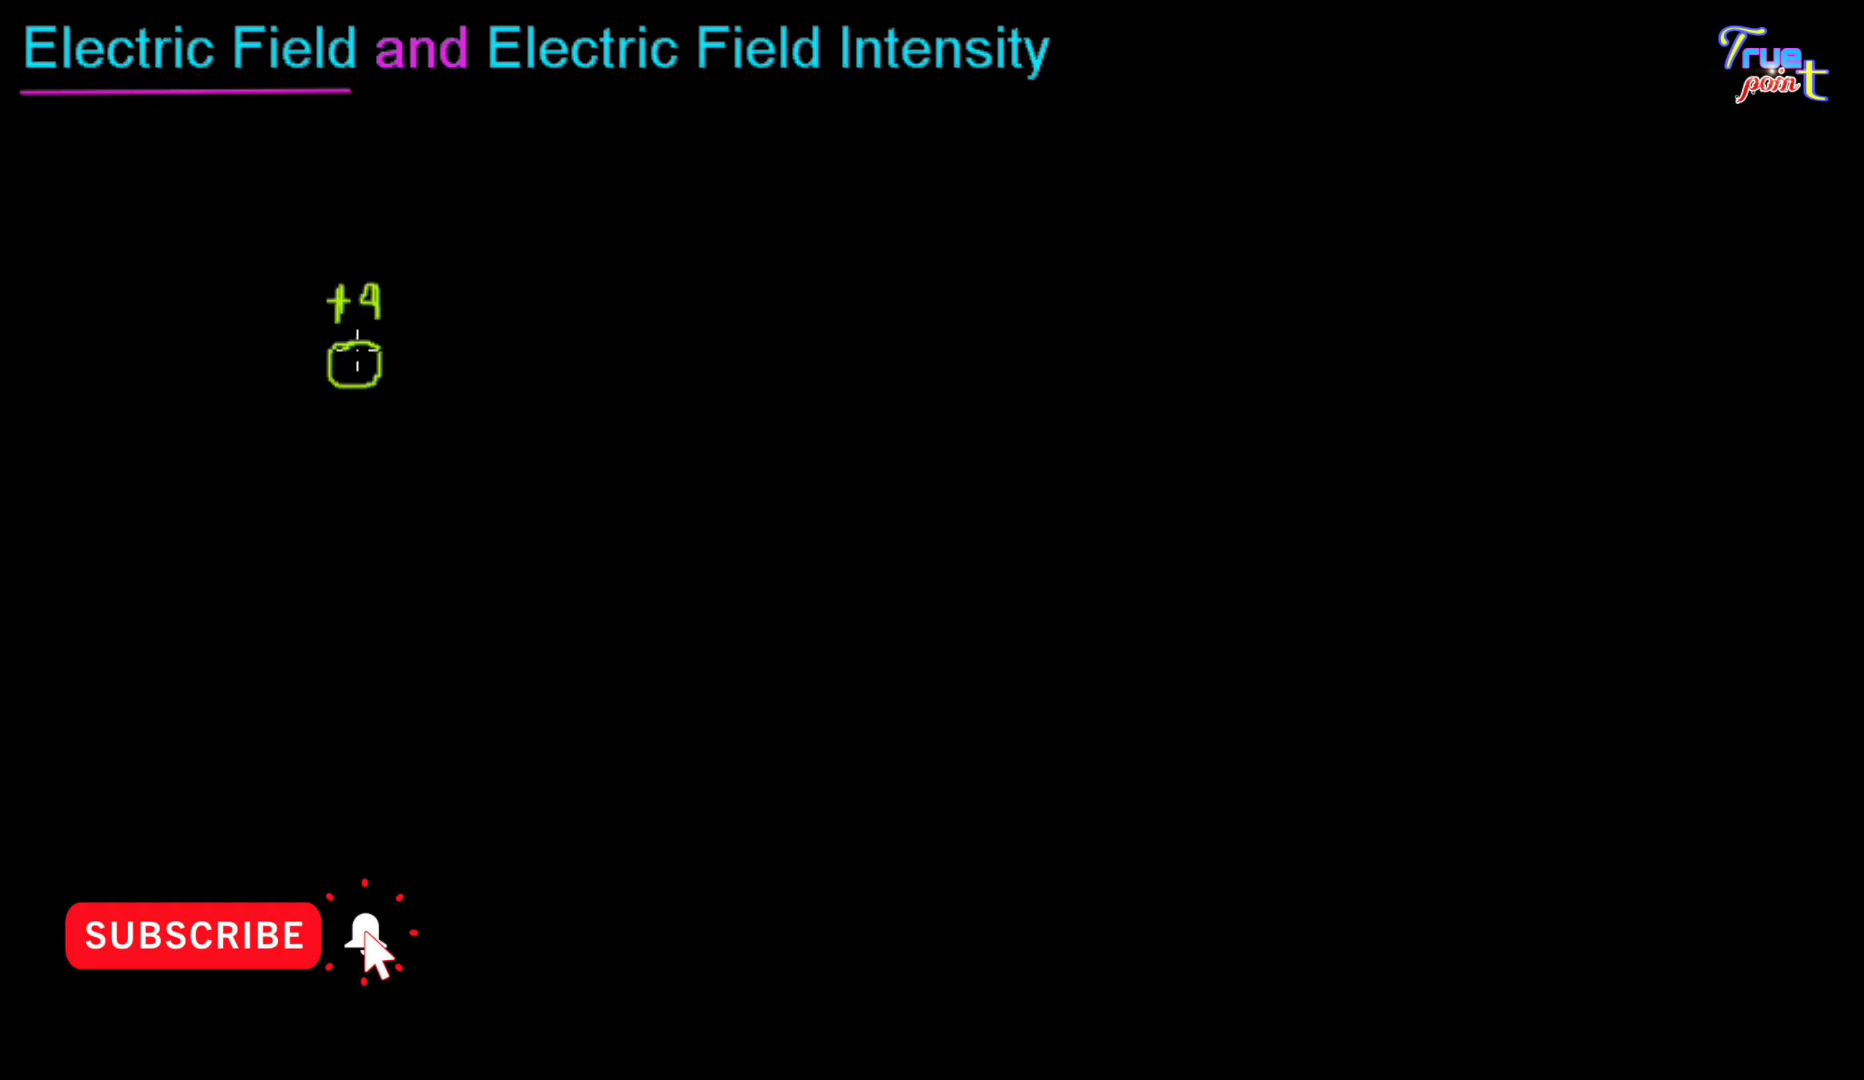 Electric Field and Electric Field Intensity
True
point
+q
SUBSCRIBE